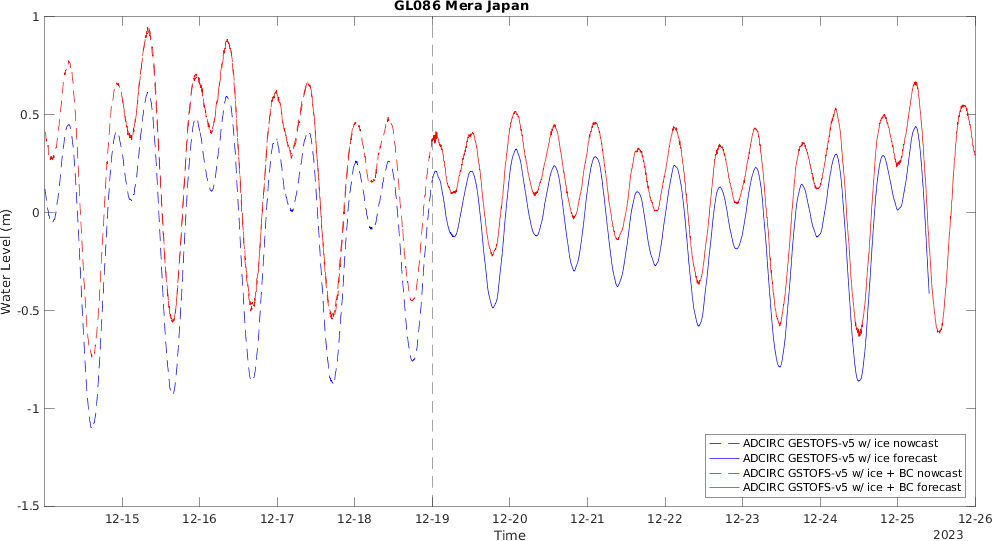 GL086 Mera Japan
1
0.5
0
-0.5
-1
-1.5
Water Level (m)
ADCIRC GESTOFS-v5 w/ ice nowcast
ADCIRC GESTOFS-v5 w/ ice forecast
ADCIRC GSTOFS-v5 w/ ice + BC nowcast
ADCIRC GSTOFS-v5 w/ ice + BC forecast
12-15 12-16 12-17 12-18 12-19 12-20 12-21 12-22 12-23 12-24 12-25 12-26
Time
2023